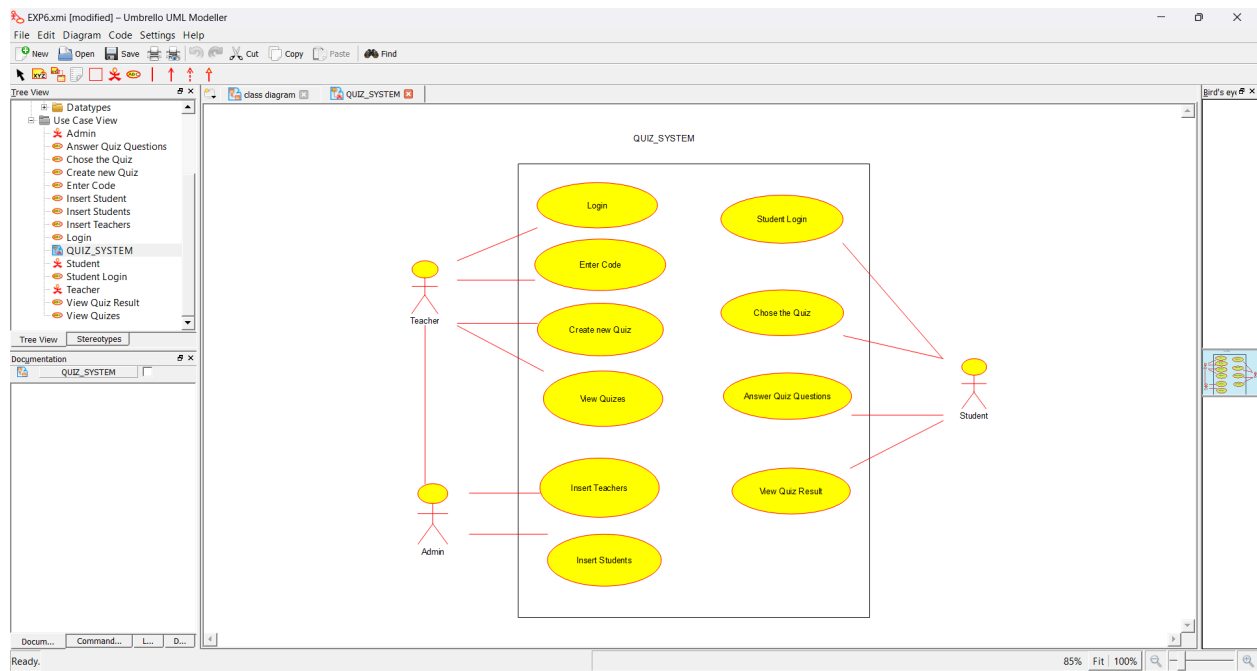 EXP6.xmi [modified] – Umbrello UML Modeller
File Edit Diagram Code Settings Help
New Open Save Cut Copy Paste Find
XYZ ABC
Tree View
class diagram
QUIZ_SYSTEM
Bird's eye
Datatypes
Use Case View
Admin
Answer Quiz Questions
Chose the Quiz
Create new Quiz
Enter Code
Insert Student
Insert Students
Insert Teachers
Login
QUIZ_SYSTEM
Student
Student Login
Teacher
View Quiz Result
View Quizes
Tree View Stereotypes
Documentation
QUIZ_SYSTEM
Docum... Command... L... D...
QUIZ_SYSTEM
Login
Student Login
Enter Code
Teacher
Create new Quiz
Chose the Quiz
View Quizes
Answer Quiz Questions
Student
Insert Teachers
View Quiz Result
Admin
Insert Students
Ready.
85% Fit 100%